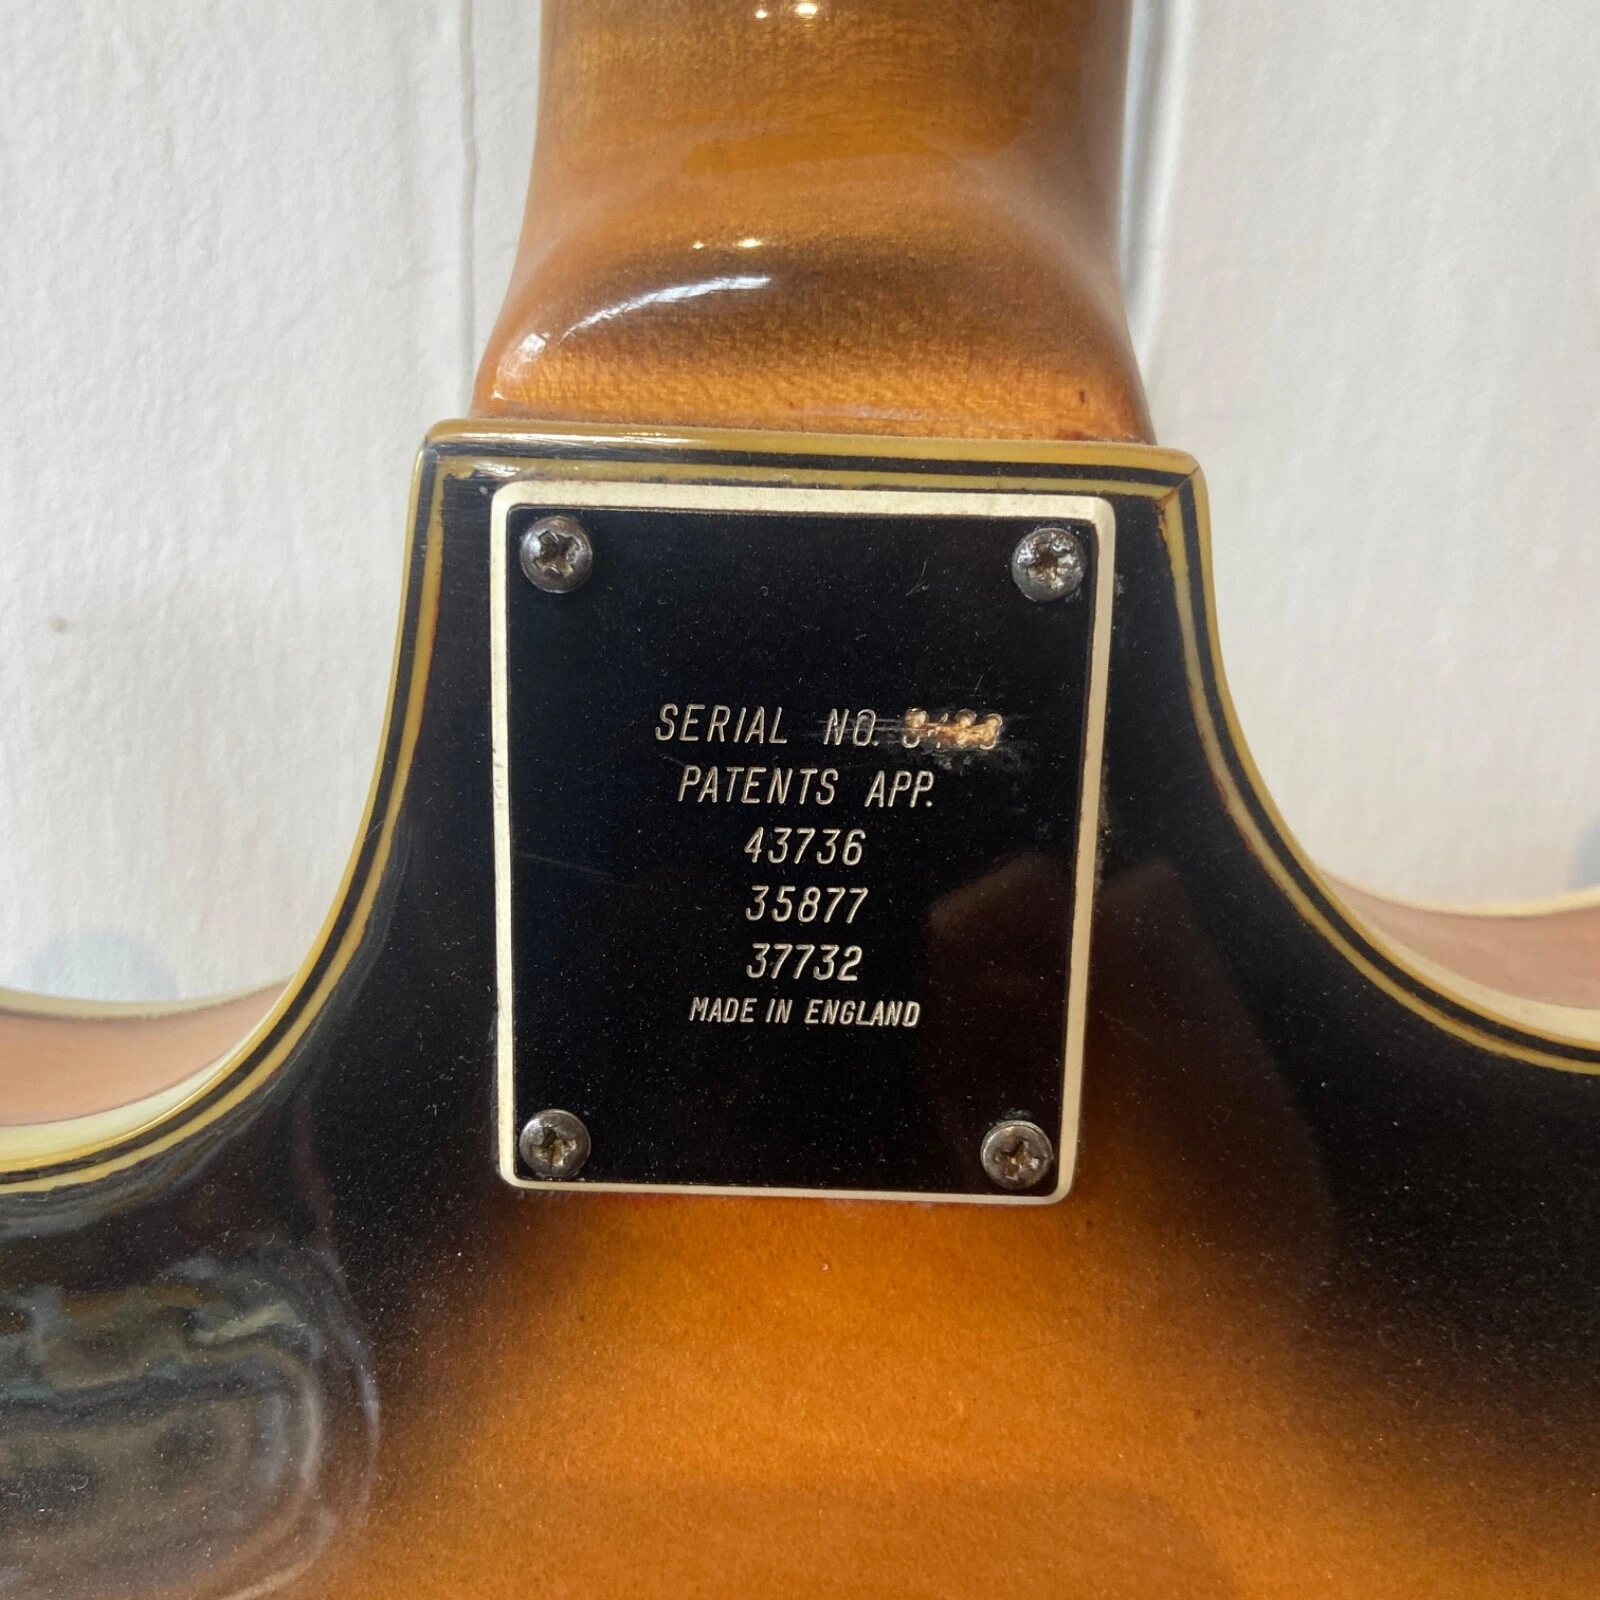 SERIAL NO.
PATENTS APP.
43736
35877
37732
MADE IN ENGLAND